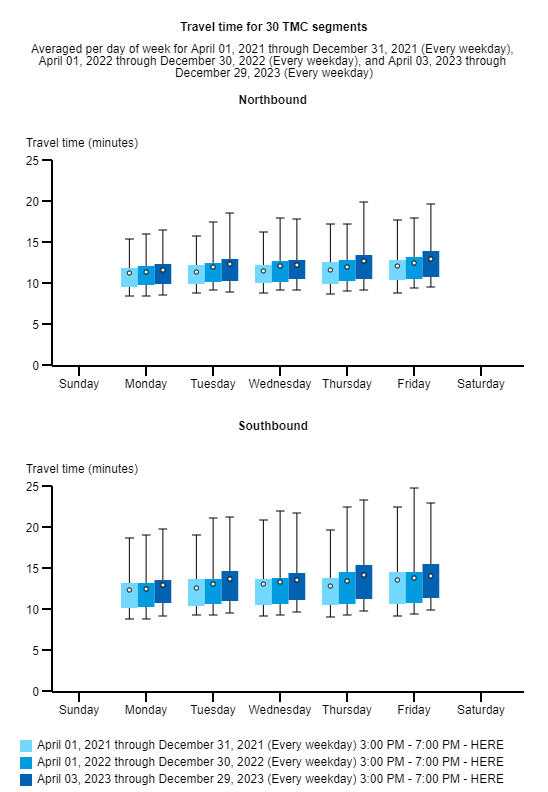 Travel time for 30 TMC segments
Averaged per day of week for April 01, 2021 through December 31, 2021 (Every weekday),
April 01, 2022 through December 30, 2022 (Every weekday), and April 03, 2023 through
December 29, 2023 (Every weekday)
Northbound
Travel time (minutes)
25
20
15
10
5
0
Sunday Monday Tuesday Wednesday Thursday Friday Saturday
Southbound
Travel time (minutes)
25
20
15
10
5
0
Sunday Monday Tuesday Wednesday Thursday Friday Saturday
April 01, 2021 through December 31, 2021 (Every weekday) 3:00 PM - 7:00 PM - HERE
April 01, 2022 through December 30, 2022 (Every weekday) 3:00 PM - 7:00 PM - HERE
April 03, 2023 through December 29, 2023 (Every weekday) 3:00 PM - 7:00 PM - HERE